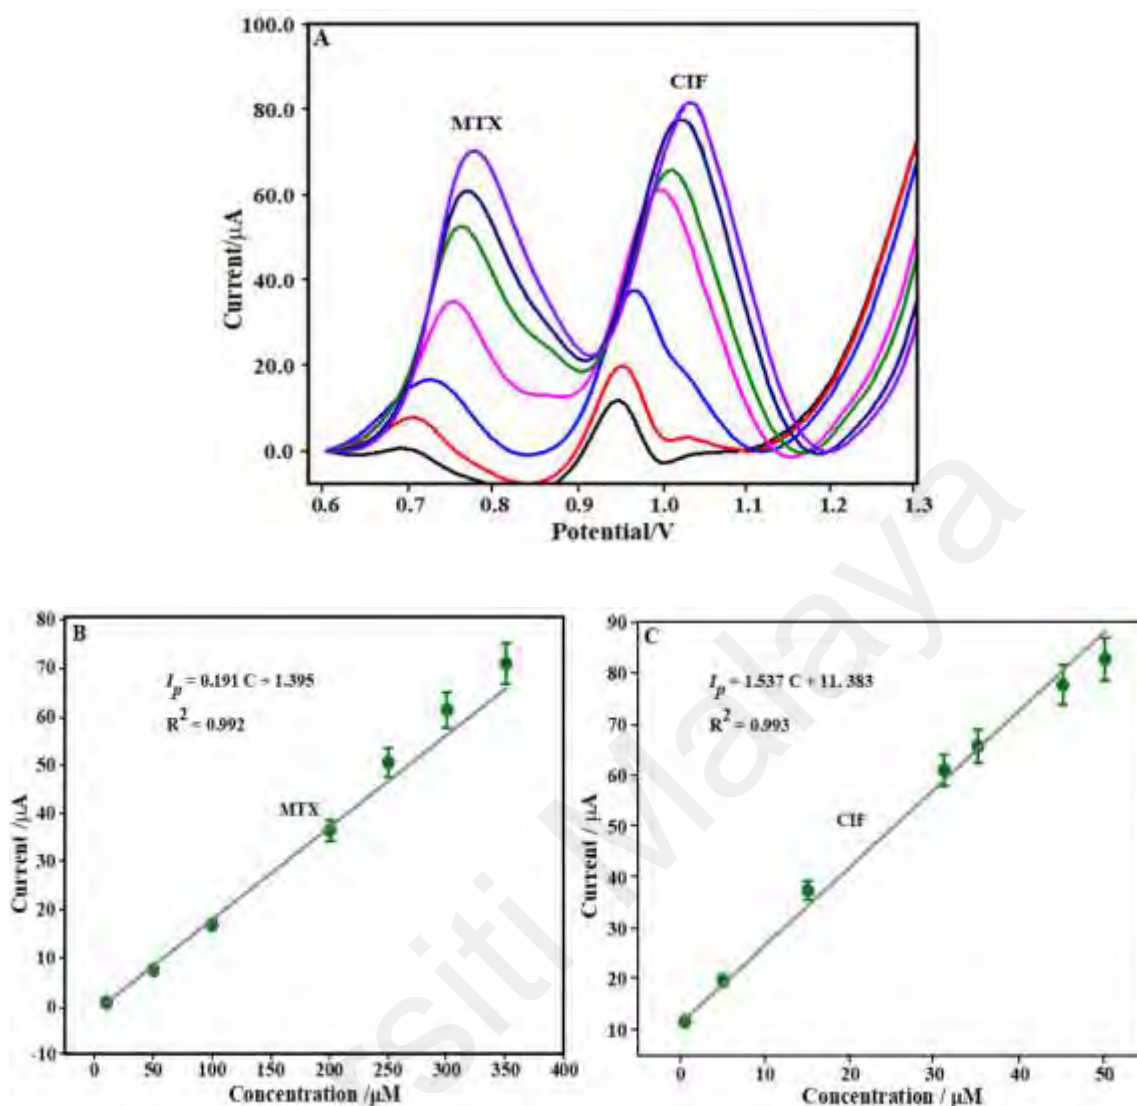 A
100.0
80.0
60.0
40.0
20.0
0.0
Current/μA
MTX
CIF
0.6 0.7 0.8 0.9 1.0 1.1 1.2 1.3
Potential/V
B
80
70
60
50
40
30
20
10
0
-10
Current /μA
I_p = 0.191 C + 1.395
R² = 0.992
MTX
0 50 100 150 200 250 300 350 400
Concentration /μM
C
90
80
70
60
50
40
30
20
10
Current / μA
I_p = 1.537 C + 11.383
R² = 0.993
CIF
0 10 20 30 40 50
Concentration / μM
rsiti Malaya